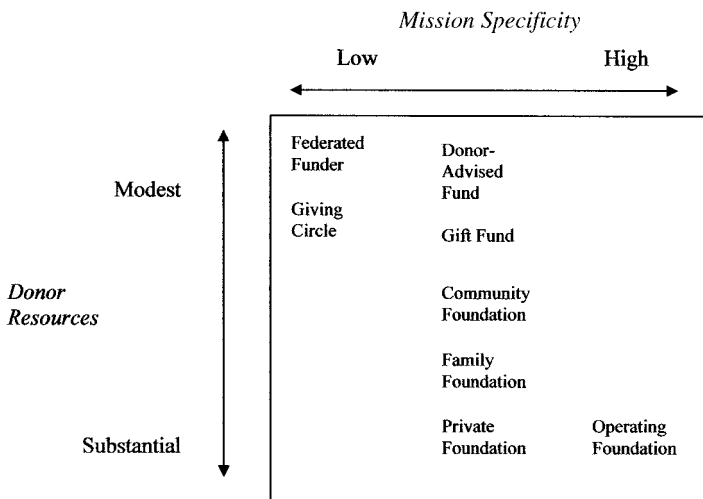 Mission Specificity
Low High
Federated Funder
Donor-Advised Fund
Modest
Giving Circle
Gift Fund
Donor Resources
Community Foundation
Family Foundation
Substantial
Private Foundation
Operating Foundation